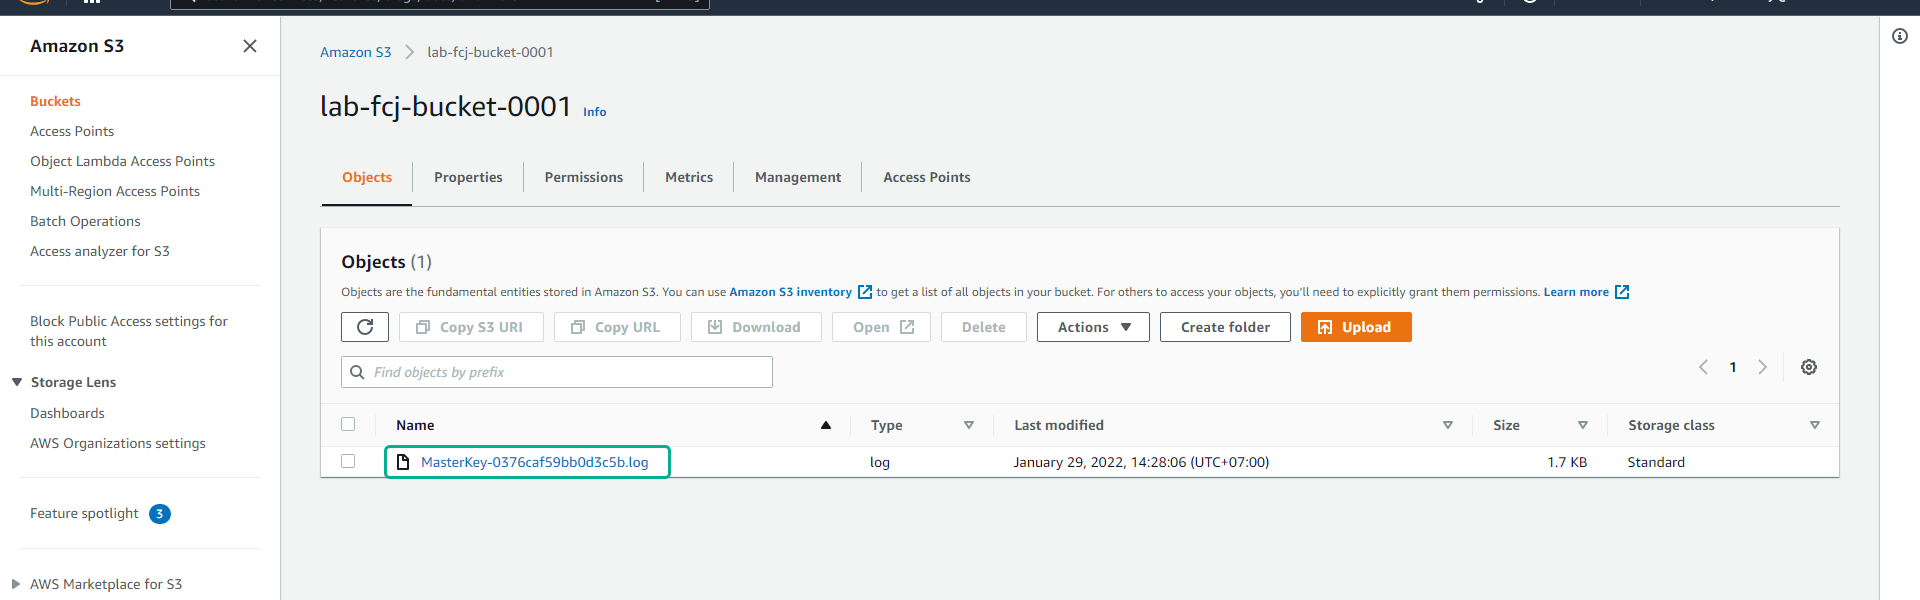 Amazon S3
Buckets
Access Points
Object Lambda Access Points
Multi-Region Access Points
Batch Operations
Access analyzer for S3
Block Public Access settings for
this account
Storage Lens
Dashboards
AWS Organizations settings
Feature spotlight 3
AWS Marketplace for S3
Amazon S3 lab-fcj-bucket-0001
lab-fcj-bucket-0001 Info
Objects Properties Permissions Metrics Management Access Points
Objects (1)
Objects are the fundamental entities stored in Amazon S3. You can use Amazon S3 inventory to get a list of all objects in your bucket. For others to access your objects, you'll need to explicitly grant them permissions. Learn more
Copy S3 URI Copy URL Download Open Delete Actions Create folder Upload
Find objects by prefix 1
Name Type Last modified Size Storage class
MasterKey-0376caf59bb0d3c5b.log log January 29, 2022, 14:28:06 (UTC+07:00) 1.7 KB Standard